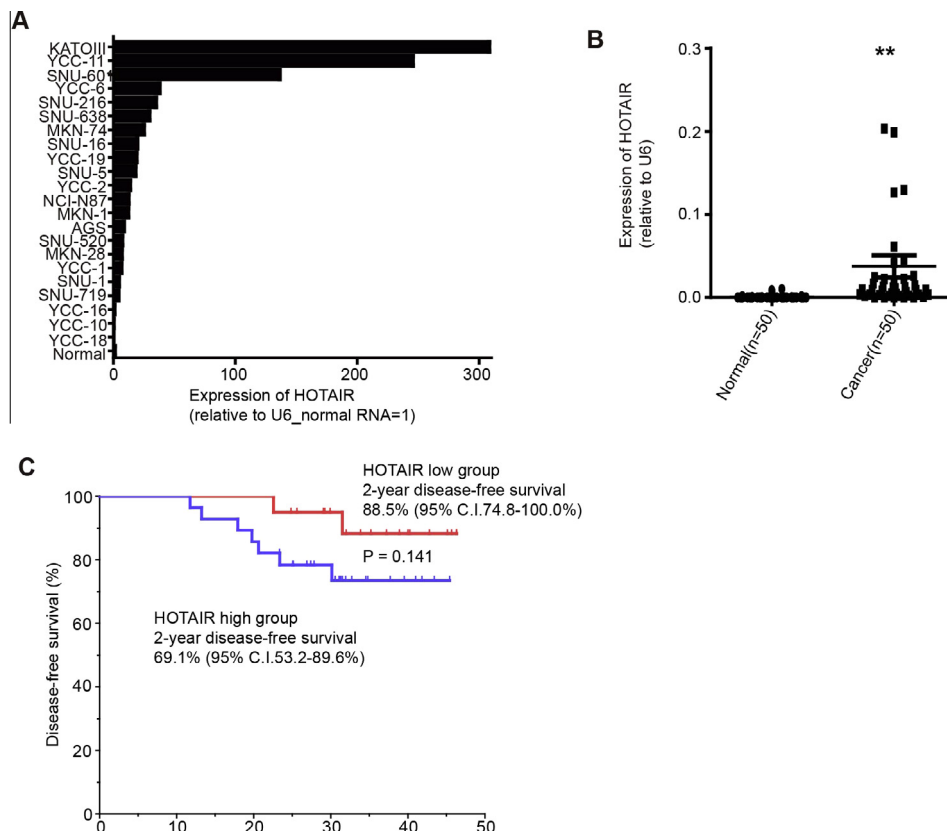 A
KATOIII
YCC-11
SNU-601
YCC-6
SNU-216
SNU-638
MKN-74
SNU-16
YCC-19
SNU-5
YCC-2
NCI-N87
MKN-1
AGS
SNU-520
MKN-28
YCC-1
SNU-1
SNU-719
YCC-16
YCC-10
YCC-18
Normal
0 100 200 300
Expression of HOTAIR
(relative to U6_normal RNA=1)
B
Expression of HOTAIR
(relative to U6)
0.3
0.2
0.1
0.0
**
Normal(n=50)
Cancer(n=50)
C
Disease-free survival (%)
100
80
60
40
20
0
HOTAIR low group
2-year disease-free survival
88.5% (95% C.I.74.8-100.0%)
P = 0.141
HOTAIR high group
2-year disease-free survival
69.1% (95% C.I.53.2-89.6%)
0 10 20 30 40 50